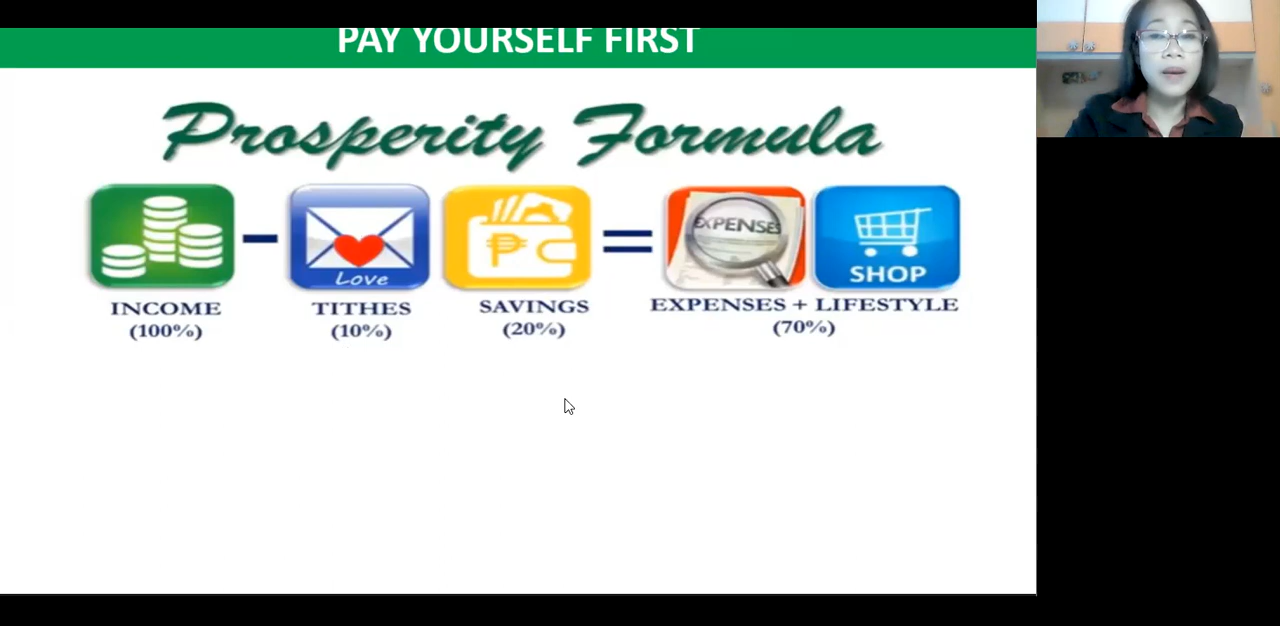 PAY YOURSELF FIRST
Prosperity Formula
EXPENSES
Love
SHOP
INCOME
(100%)
TITHES
(10%)
SAVINGS
(20%)
EXPENSES + LIFESTYLE
(70%)